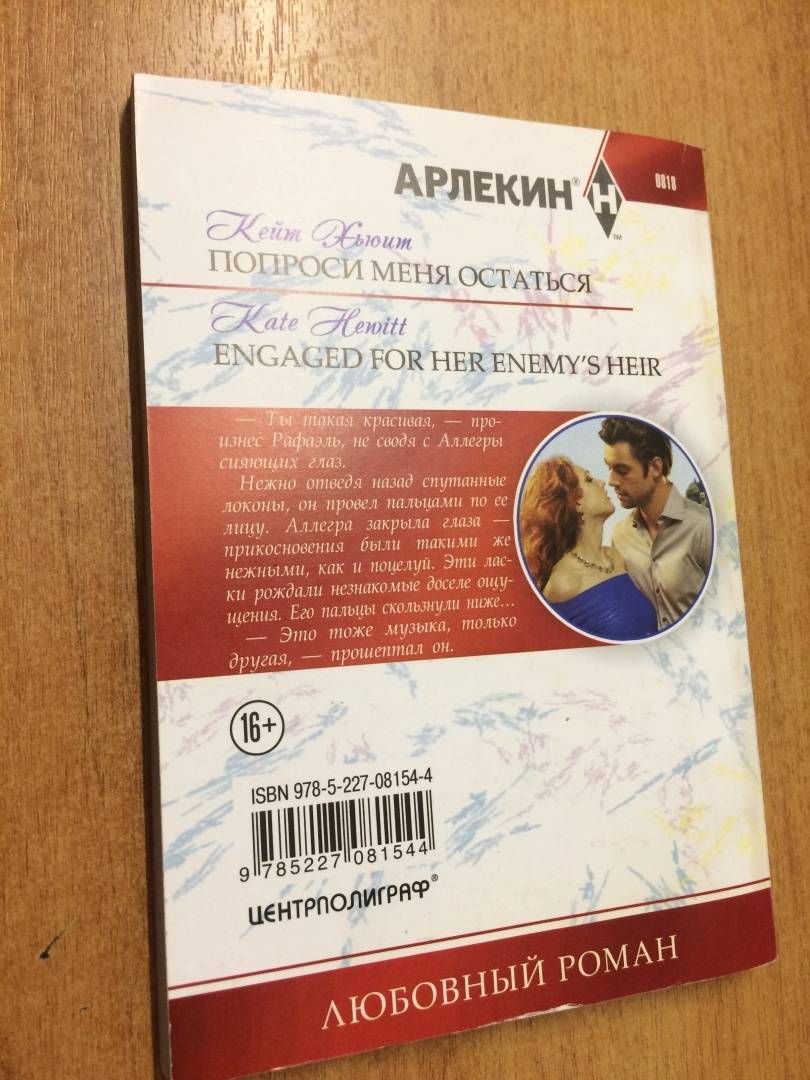 АРЛЕКИН®
H
™
0818
Кейт Хьюит
ПОПРОСИ МЕНЯ ОСТАТЬСЯ
Kate Hewitt
ENGAGED FOR HER ENEMY'S HEIR
— Ты такая красивая, — про-
изнес Рафаэль, не сводя с Аллегры
сияющих глаз.
Нежно отведя назад спутанные
локоны, он провел пальцами по ее
лицу. Аллегра закрыла глаза —
прикосновения были такими же
нежными, как и поцелуй. Эти лас-
ки рождали незнакомые доселе ощу-
щения. Его пальцы скользнули ниже...
— Это тоже музыка, только
другая, — прошептал он.
16+
ISBN 978-5-227-08154-4
9 785227 081544
ЦЕНТРПОЛИГРАФ®
ЛЮБОВНЫЙ РОМАН